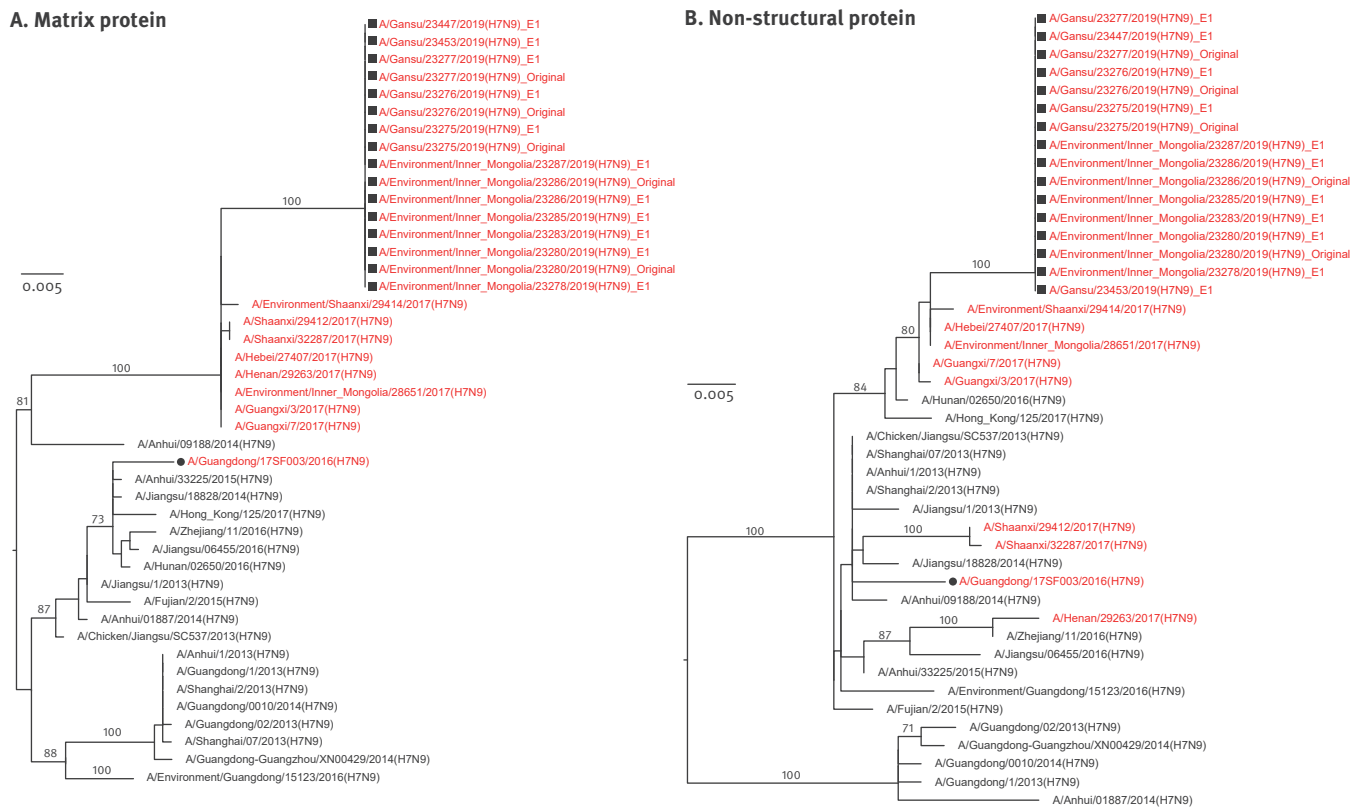 A. Matrix protein
A/Gansu/23447/2019(H7N9)_E1
A/Gansu/23453/2019(H7N9)_E1
A/Gansu/23277/2019(H7N9)_E1
A/Gansu/23277/2019(H7N9)_Original
A/Gansu/23276/2019(H7N9)_E1
A/Gansu/23276/2019(H7N9)_Original
A/Gansu/23275/2019(H7N9)_E1
A/Gansu/23275/2019(H7N9)_Original
A/Environment/Inner_Mongolia/23287/2019(H7N9)_E1
A/Environment/Inner_Mongolia/23286/2019(H7N9)_Original
A/Environment/Inner_Mongolia/23286/2019(H7N9)_E1
A/Environment/Inner_Mongolia/23285/2019(H7N9)_E1
A/Environment/Inner_Mongolia/23283/2019(H7N9)_E1
A/Environment/Inner_Mongolia/23280/2019(H7N9)_E1
A/Environment/Inner_Mongolia/23280/2019(H7N9)_Original
A/Environment/Inner_Mongolia/23278/2019(H7N9)_E1
100
0.005
A/Environment/Shaanxi/29414/2017(H7N9)
A/Shaanxi/29412/2017(H7N9)
A/Shaanxi/32287/2017(H7N9)
A/Hebei/27407/2017(H7N9)
A/Henan/29263/2017(H7N9)
A/Environment/Inner_Mongolia/28651/2017(H7N9)
A/Guangxi/3/2017(H7N9)
A/Guangxi/7/2017(H7N9)
100
81
A/Anhui/09188/2014(H7N9)
A/Guangdong/17SF003/2016(H7N9)
A/Anhui/33225/2015(H7N9)
A/Jiangsu/18828/2014(H7N9)
A/Hong_Kong/125/2017(H7N9)
73
A/Zhejiang/11/2016(H7N9)
A/Jiangsu/06455/2016(H7N9)
A/Hunan/02650/2016(H7N9)
A/Jiangsu/1/2013(H7N9)
A/Fujian/2/2015(H7N9)
87
A/Anhui/01887/2014(H7N9)
A/Chicken/Jiangsu/SC537/2013(H7N9)
A/Anhui/1/2013(H7N9)
A/Guangdong/1/2013(H7N9)
A/Shanghai/2/2013(H7N9)
A/Guangdong/0010/2014(H7N9)
A/Guangdong/02/2013(H7N9)
A/Shanghai/07/2013(H7N9)
100
88
A/Guangdong-Guangzhou/XN00429/2014(H7N9)
100
A/Environment/Guangdong/15123/2016(H7N9)
B. Non-structural protein
A/Gansu/23277/2019(H7N9)_E1
A/Gansu/23447/2019(H7N9)_E1
A/Gansu/23277/2019(H7N9)_Original
A/Gansu/23276/2019(H7N9)_E1
A/Gansu/23276/2019(H7N9)_Original
A/Gansu/23275/2019(H7N9)_E1
A/Gansu/23275/2019(H7N9)_Original
A/Environment/Inner_Mongolia/23287/2019(H7N9)_E1
A/Environment/Inner_Mongolia/23286/2019(H7N9)_E1
A/Environment/Inner_Mongolia/23286/2019(H7N9)_Original
A/Environment/Inner_Mongolia/23285/2019(H7N9)_E1
A/Environment/Inner_Mongolia/23283/2019(H7N9)_E1
A/Environment/Inner_Mongolia/23280/2019(H7N9)_E1
A/Environment/Inner_Mongolia/23280/2019(H7N9)_Original
100
A/Environment/Inner_Mongolia/23278/2019(H7N9)_E1
A/Gansu/23453/2019(H7N9)_E1
A/Environment/Shaanxi/29414/2017(H7N9)
80
A/Hebei/27407/2017(H7N9)
A/Environment/Inner_Mongolia/28651/2017(H7N9)
A/Guangxi/7/2017(H7N9)
84
A/Guangxi/3/2017(H7N9)
0.005
A/Hunan/02650/2016(H7N9)
A/Hong_Kong/125/2017(H7N9)
A/Chicken/Jiangsu/SC537/2013(H7N9)
A/Shanghai/07/2013(H7N9)
A/Anhui/1/2013(H7N9)
A/Shanghai/2/2013(H7N9)
A/Jiangsu/1/2013(H7N9)
100
A/Shaanxi/29412/2017(H7N9)
100
A/Shaanxi/32287/2017(H7N9)
A/Jiangsu/18828/2014(H7N9)
A/Guangdong/17SF003/2016(H7N9)
A/Anhui/09188/2014(H7N9)
A/Henan/29263/2017(H7N9)
100
87
A/Zhejiang/11/2016(H7N9)
A/Jiangsu/06455/2016(H7N9)
A/Anhui/33225/2015(H7N9)
A/Environment/Guangdong/15123/2016(H7N9)
A/Fujian/2/2015(H7N9)
71
A/Guangdong/02/2013(H7N9)
A/Guangdong-Guangzhou/XN00429/2014(H7N9)
A/Guangdong/0010/2014(H7N9)
100
A/Guangdong/1/2013(H7N9)
A/Anhui/01887/2014(H7N9)